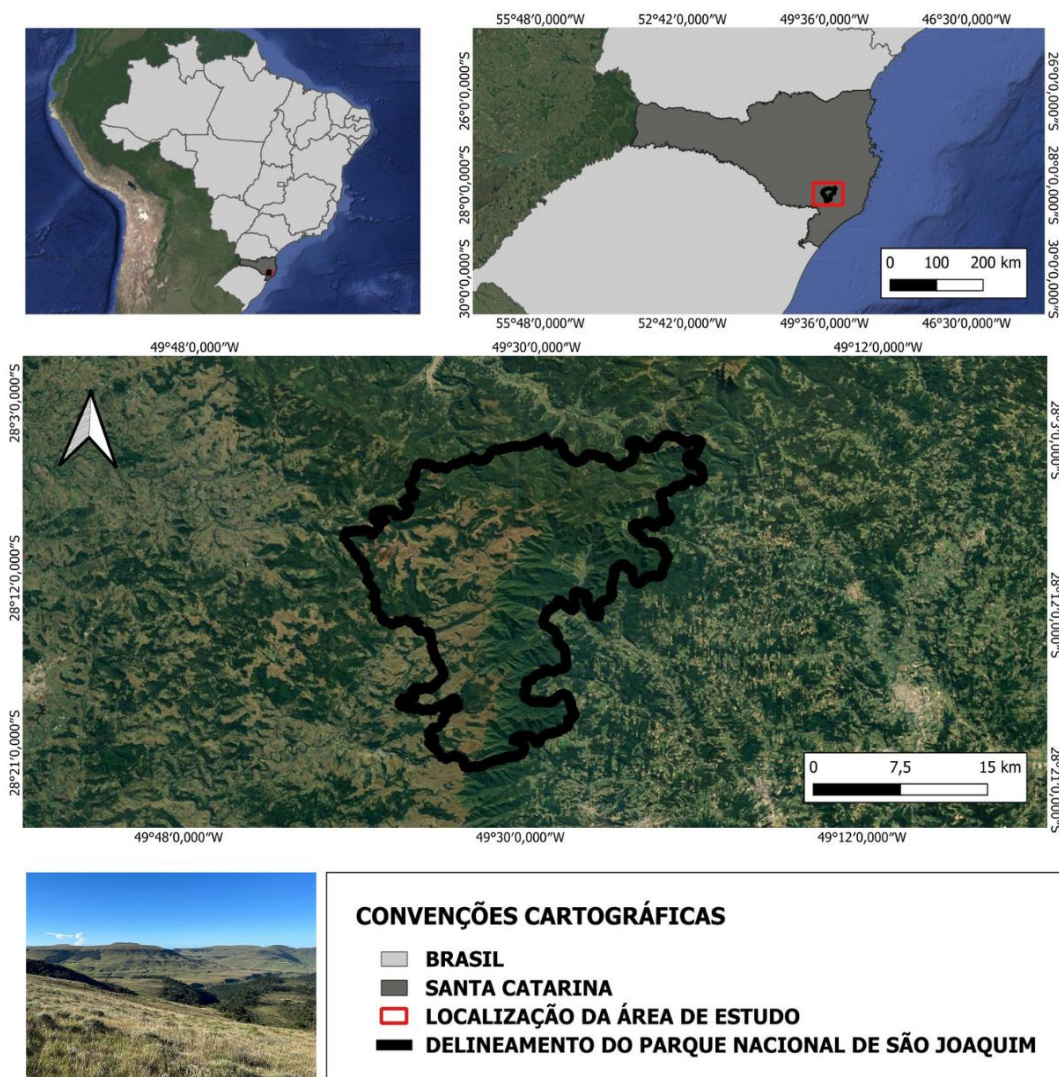 55°48'0,000"W 52°42'0,000"W 49°36'0,000"W 46°30'0,000"W
26°0'0,000"S
28°0'0,000"S
30°0'0,000"S
26°0'0,000"S
28°0'0,000"S
30°0'0,000"S
0 100 200 km
55°48'0,000"W 52°42'0,000"W 49°36'0,000"W 46°30'0,000"W
49°48'0,000"W 49°30'0,000"W 49°12'0,000"W
28°3'0,000"S
28°12'0,000"S
28°21'0,000"S
28°3'0,000"S
28°12'0,000"S
28°21'0,000"S
0 7,5 15 km
49°48'0,000"W 49°30'0,000"W 49°12'0,000"W
CONVENÇÕES CARTOGRÁFICAS
BRASIL
SANTA CATARINA
LOCALIZAÇÃO DA ÁREA DE ESTUDO
DELINEAMENTO DO PARQUE NACIONAL DE SÃO JOAQUIM